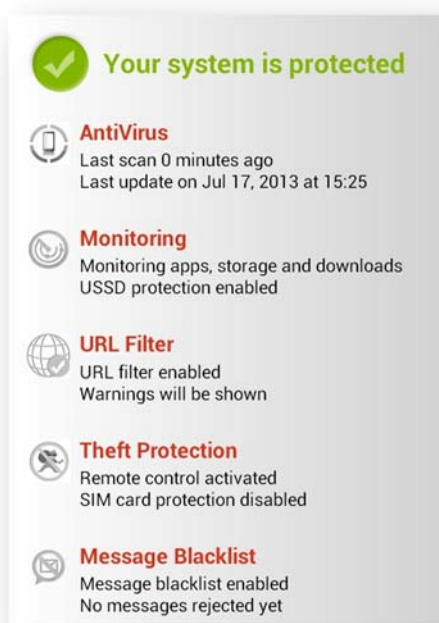 Your system is protected
AntiVirus
Last scan 0 minutes ago
Last update on Jul 17, 2013 at 15:25
Monitoring
Monitoring apps, storage and downloads
USSD protection enabled
URL Filter
URL filter enabled
Warnings will be shown
Theft Protection
Remote control activated
SIM card protection disabled
Message Blacklist
Message blacklist enabled
No messages rejected yet